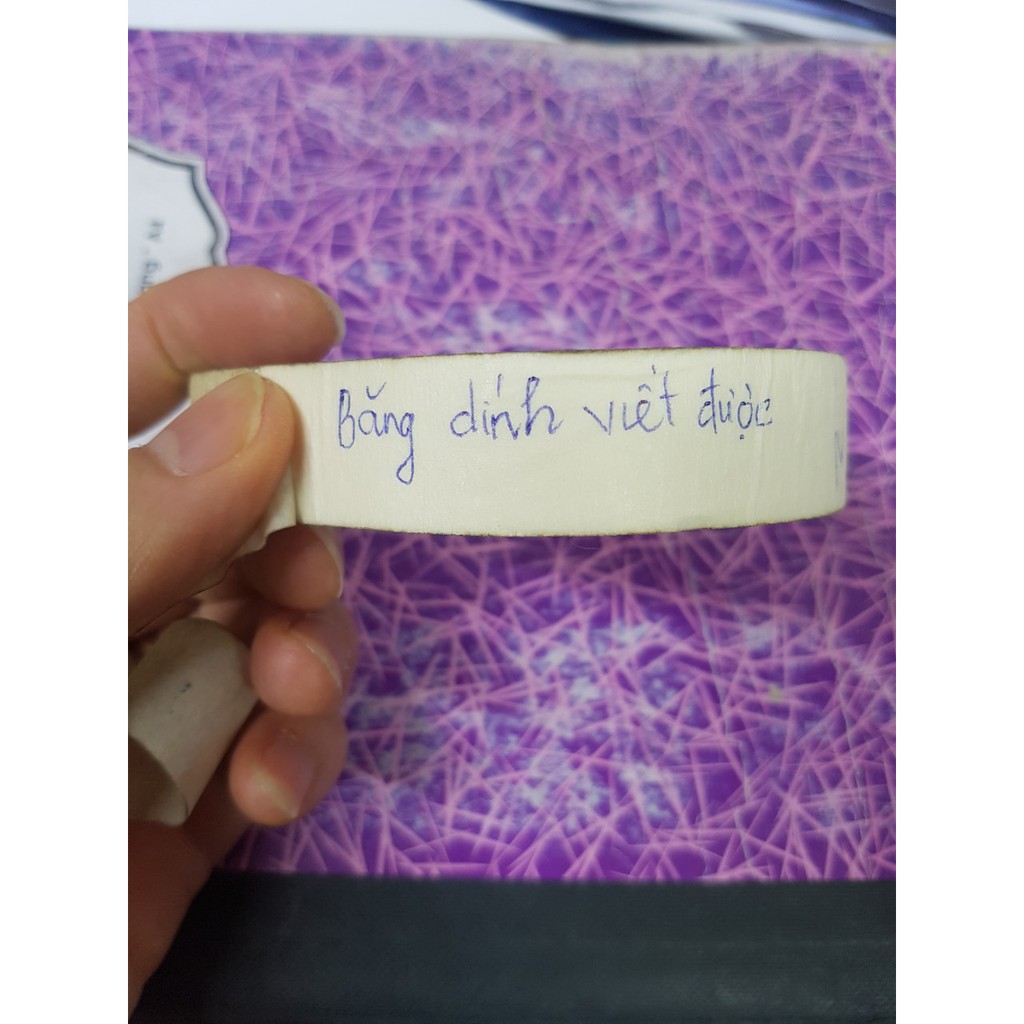 Băng dính viết được